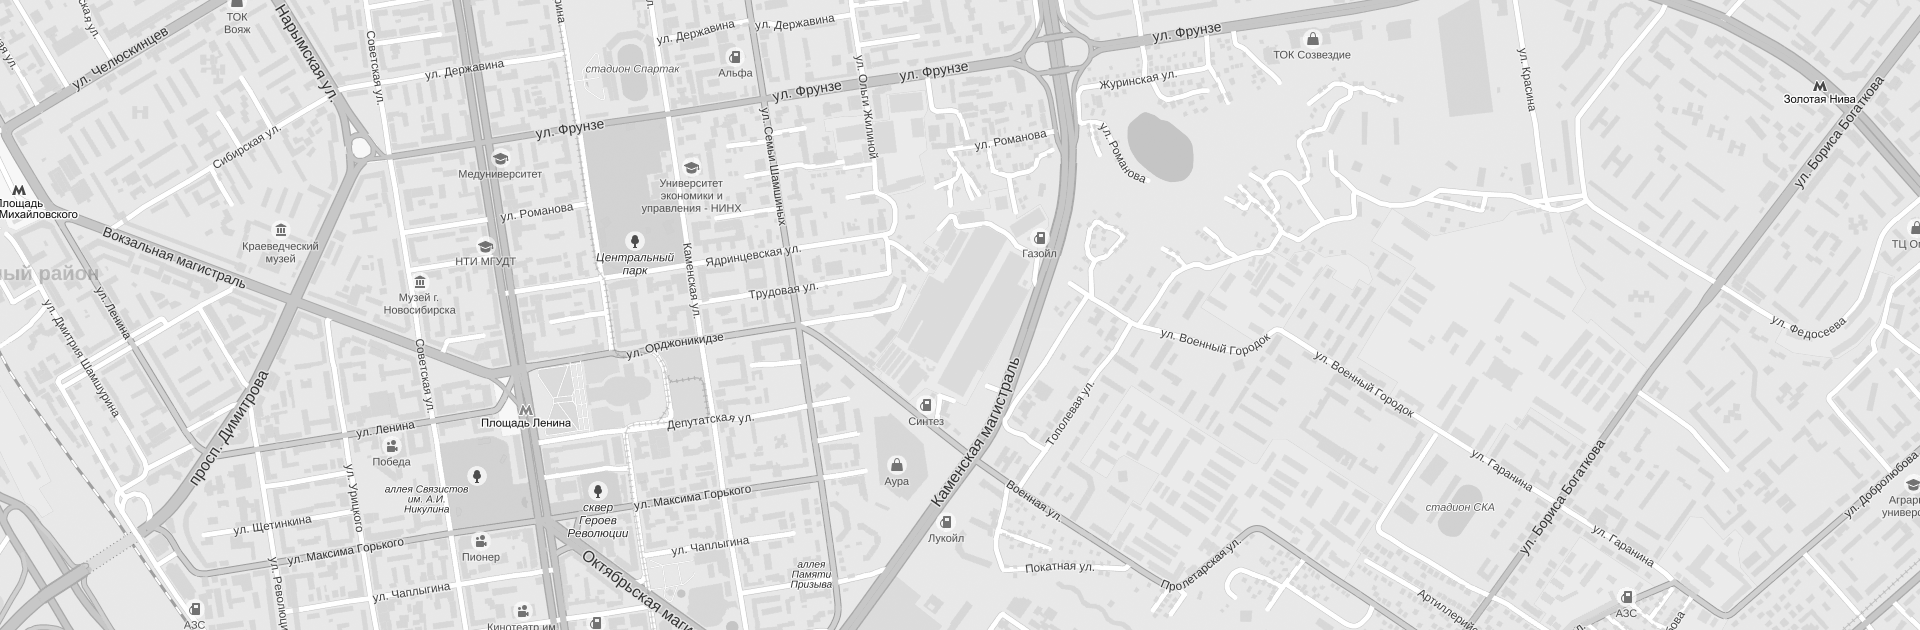 ТОК
Вояж
ул. Челюскинцев
Нарымская ул.
Советская ул.
ул. Державина
ул. Державина
ул. Державина
стадион Спартак
Альфа
ул. Фрунзе
ул. Фрунзе
ул. Фрунзе
ул. Фрунзе
ул. Ольги Жилиной
ул. Семьи Шамшиных
ТОК Созвездие
Журинская ул.
ул. Романова
ул. Романова
ул. Романова
ул. Красина
Золотая Нива
ул. Бориса Богаткова
Сибирская ул.
Медуниверситет
Университет
экономики и
управления - НИНХ
Площадь
Михайловского
Вокзальная магистраль
Краеведческий
музей
НТИ МГУДТ
Центральный
парк
Каменская ул.
Ядринцевская ул.
Трудовая ул.
Газойл
район
ул. Ленина
ул. Дмитрия Шамшурина
Музей г.
Новосибирска
Советская ул.
ул. Орджоникидзе
ул. Военный Городок
ул. Военный Городок
ул. Федосеева
просп. Димитрова
Площадь Ленина
ул. Ленина
Победа
Депутатская ул.
Синтез
Каменская магистраль
Тополевая ул.
аллея Связистов
им. А.И.
Никулина
ул. Урицкого
ул. Щетинкина
ул. Максима Горького
ул. Максима Горького
сквер
Героев
Революции
Аура
Лукойл
Военная ул.
ул. Гаранина
ул. Гаранина
стадион СКА
ул. Бориса Богаткова
ул. Добролюбова
Пионер
ул. Чаплыгина
ул. Чаплыгина
Октябрьская
аллея
Памяти
Призыва
Покатная ул.
Пролетарская ул.
АЗС
АЗС
Кинотеатр им